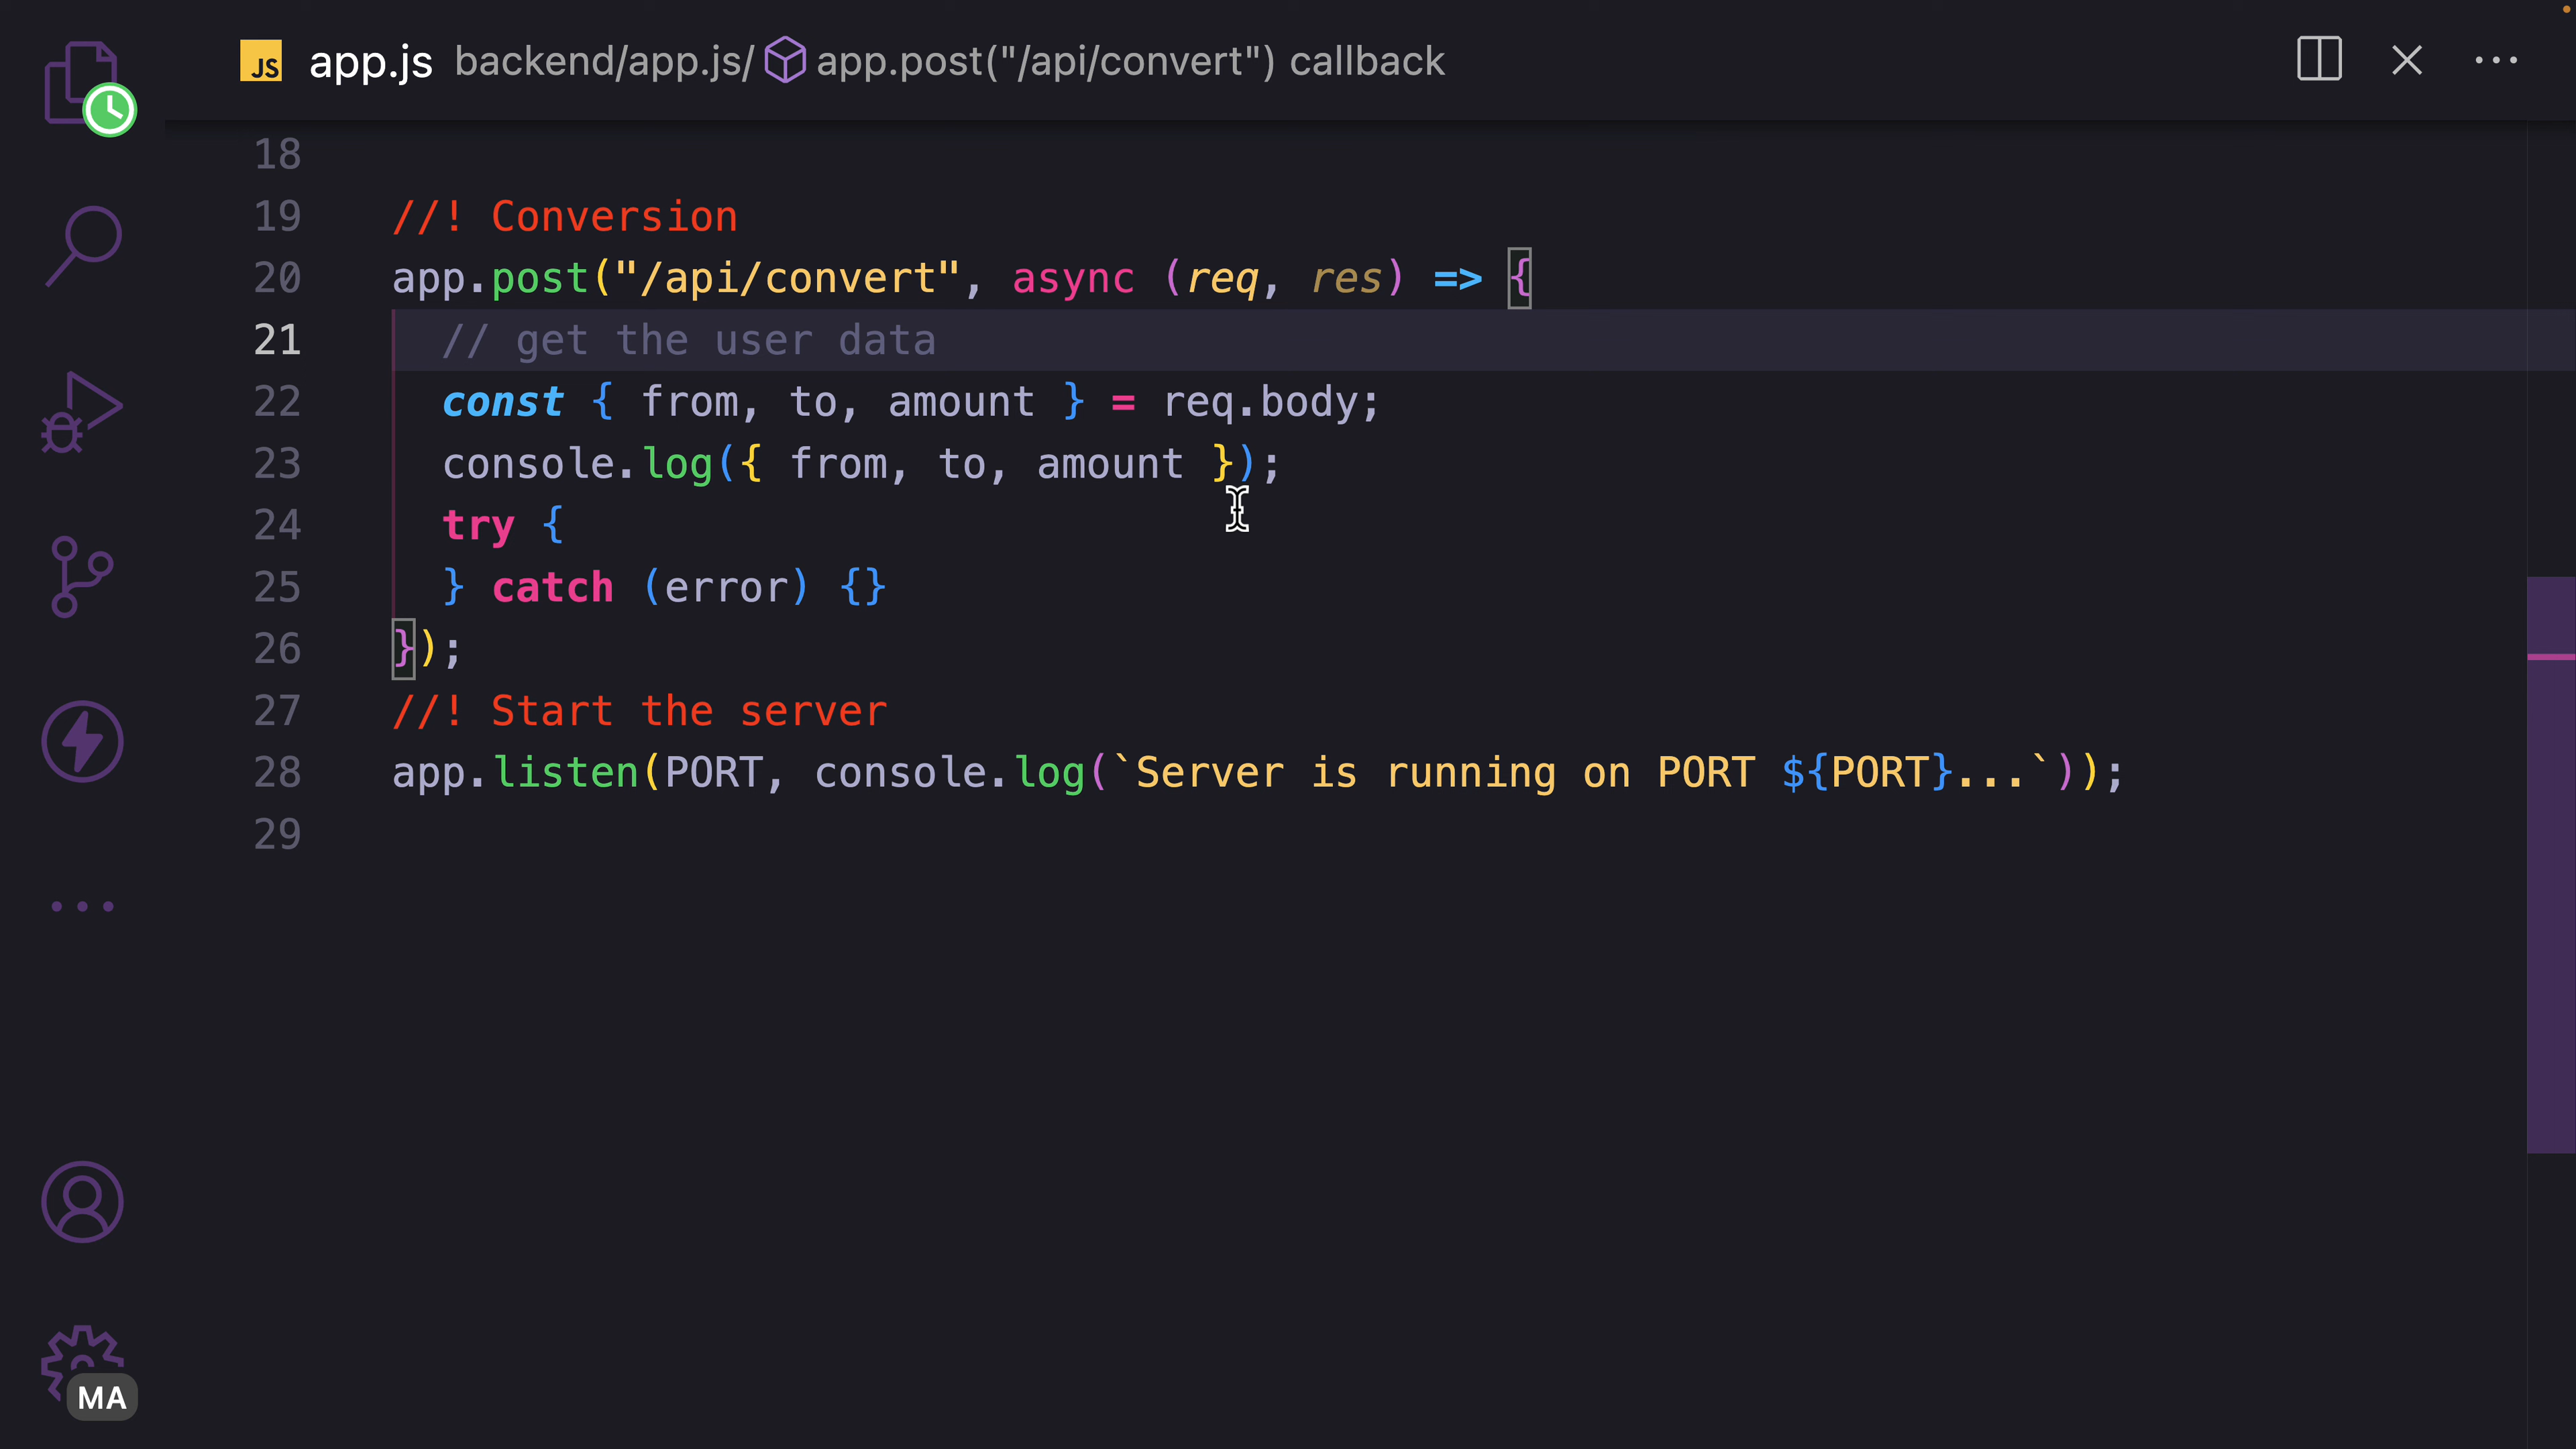 JS app.js backend/app.js/ app.post("/api/convert") callback
18
19 //! Conversion
20 app.post("/api/convert", async (req, res) => {
21 // get the user data
22 const { from, to, amount } = req.body;
23 console.log({ from, to, amount });
24 try {
25 } catch (error) {}
26 });
27 //! Start the server
28 app.listen(PORT, console.log(`Server is running on PORT ${PORT}...`));
29
MA